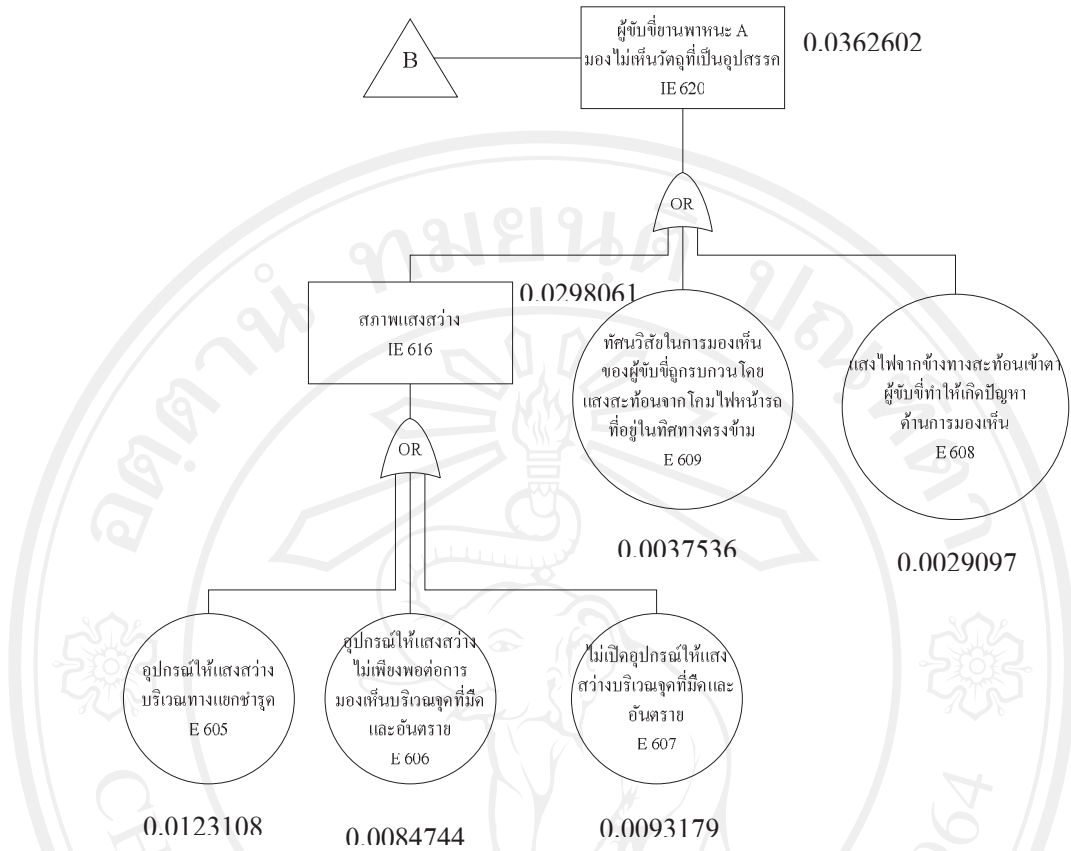 ผู้ขับขี่ยานพาหนะ A
มองไม่เห็นวัตถุที่เป็นอุปสรรค
IE 620
0.0362602
B
OR
สภาพแสงสว่าง
IE 616
0.0298061
ทัศนวิสัยในการมองเห็น
ของผู้ขับขี่ถูกรบกวนโดย
แสงสะท้อนจากโคมไฟหน้ารถ
ที่อยู่ในทิศทางตรงข้าม
E 609
0.0037536
แสงไฟจากข้างทางสะท้อนเข้าตา
ผู้ขับขี่ทำให้เกิดปัญหา
ด้านการมองเห็น
E 608
0.0029097
OR
อุปกรณ์ให้แสงสว่าง
บริเวณทางแยกชำรุด
E 605
0.0123108
อุปกรณ์ให้แสงสว่าง
ไม่เพียงพอต่อการ
มองเห็นบริเวณจุดที่มืด
และอันตราย
E 606
0.0084744
ไม่เปิดอุปกรณ์ให้แสง
สว่างบริเวณจุดที่มืดและ
อันตราย
E 607
0.0093179